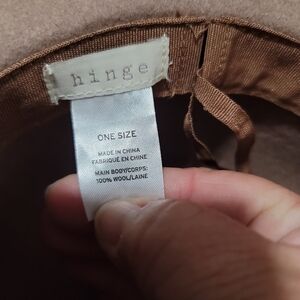 hinge
ONE SIZE
MADE IN CHINA
FABRIQUÉ EN CHINE
MAIN BODY/CORPS:
100% WOOL/LAINE